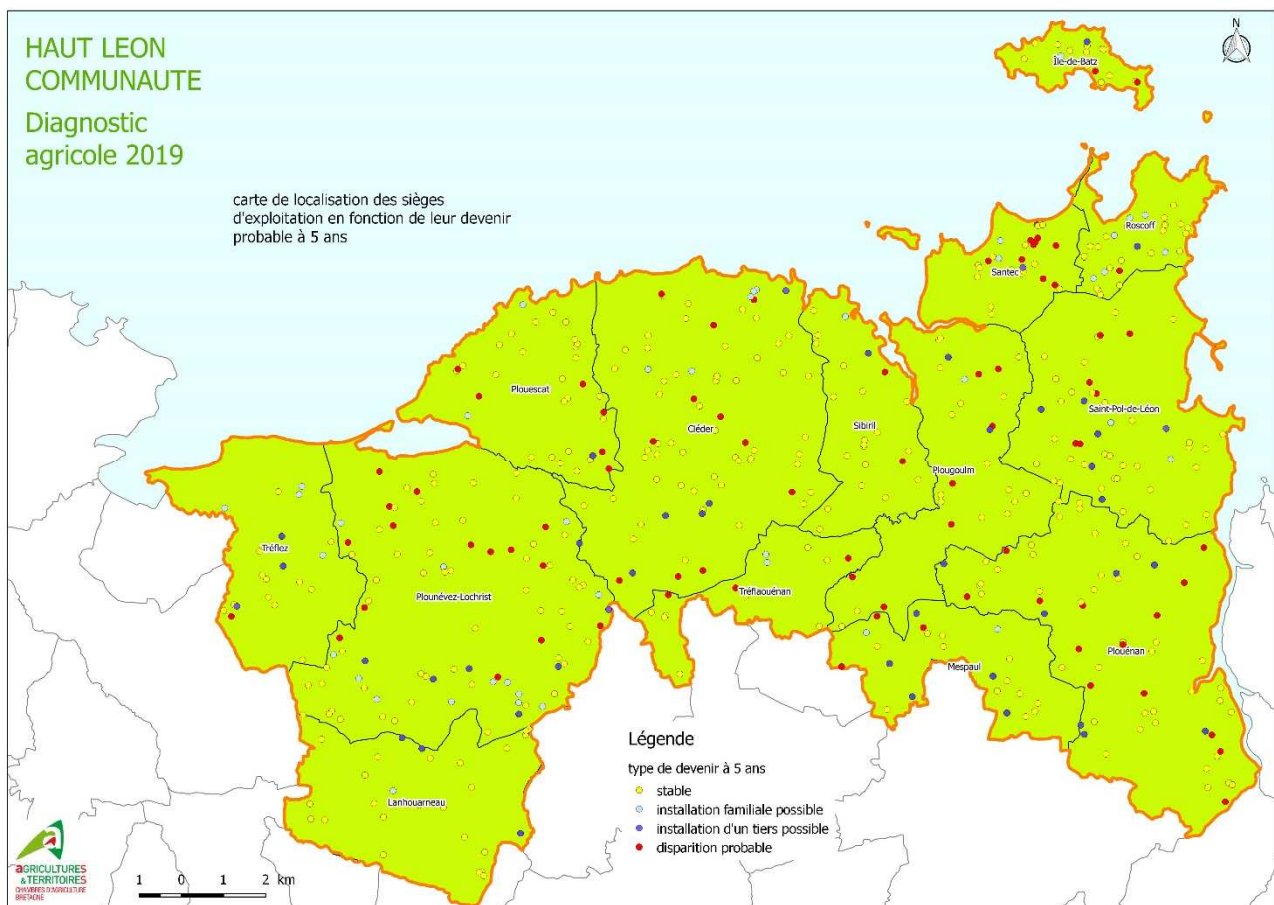 HAUT LEON
COMMUNAUTE
Diagnostic
agricole 2019
carte de localisation des sièges
d'exploitation en fonction de leur devenir
probable à 5 ans
N
Île-de-Batz
Roscoff
Santec
Plouescat
Cléder
Sibiril
Saint-Pol-de-Léon
Plougoulm
Tréflez
Plounévez-Lochrist
Tréflaouénan
Mespaul
Plouénan
Lanhouarneau
Légende
type de devenir à 5 ans
stable
installation familiale possible
installation d'un tiers possible
disparition probable
AGRICULTURES
& TERRITOIRES
CHAMBRES D'AGRICULTURE
BRETAGNE
1 0 1 2 km